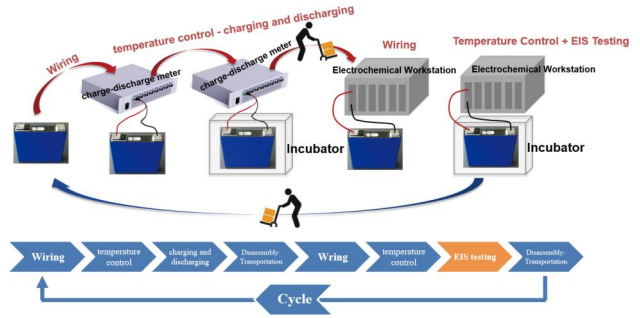 temperature control - charging and discharging
Wiring
Temperature Control + EIS Testing
Wiring
charge-discharge meter
charge-discharge meter
Electrochemical Workstation
Electrochemical Workstation
Incubator
Incubator
Wiring
temperature
control
charging and
discharging
Disassembly-
Transportation
Wring
temperature
control
EIS testing
Disassembly-
Transportation
Cycle